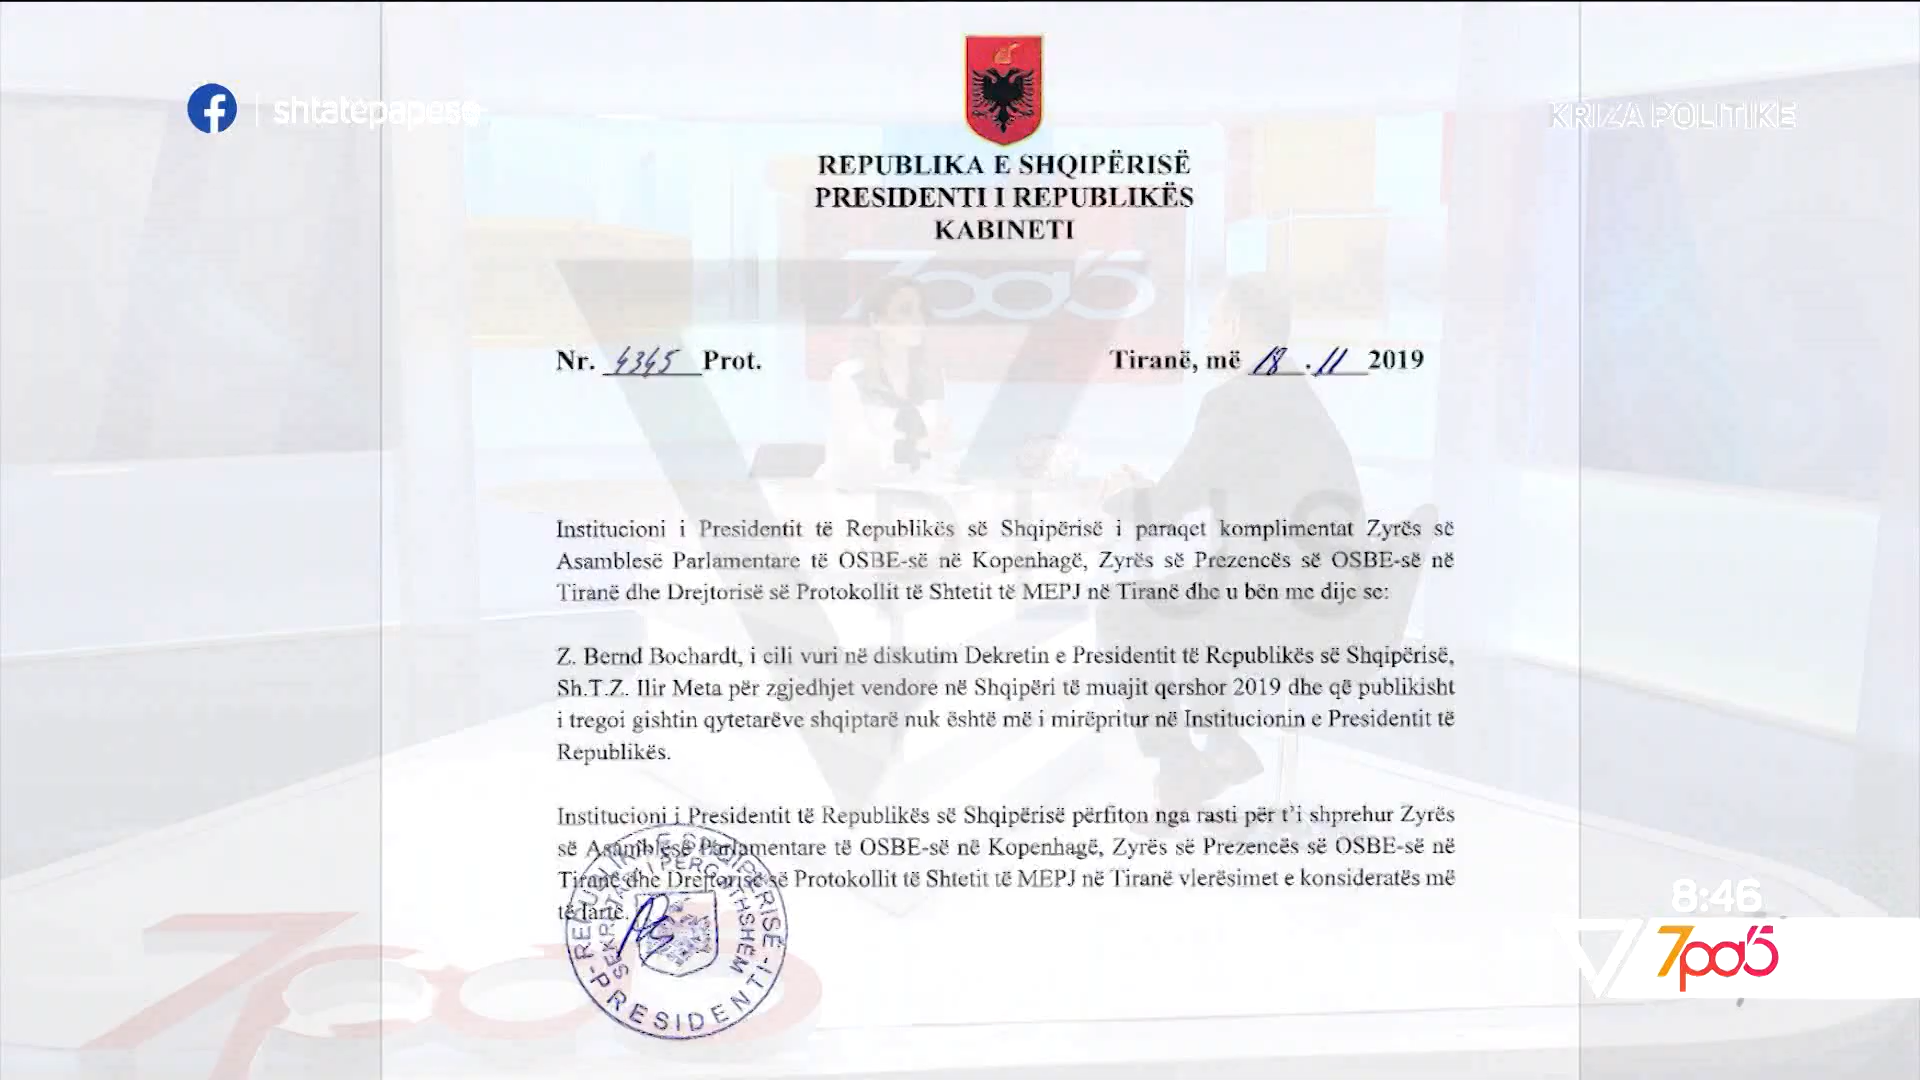 shtatëpapesë
KRIZA POLITIKE
REPUBLIKA E SHQIPËRISË
PRESIDENTI I REPUBLIKËS
KABINETI
7pa5
Nr. 4345 Prot.
Tiranë, më 18.11 2019
PLUS
Institucioni i Presidentit të Republikës së Shqipërisë i paraqet komplimentat Zyrës së
Asamblesë Parlamentare të OSBE-së në Kopenhagë, Zyrës së Prezencës së OSBE-së në
Tiranë dhe Drejtorisë së Protokollit të Shtetit të MEPJ në Tiranë dhe u bën me dije se:
Z. Bernd Bochardt, i cili vuri në diskutim Dekretin e Presidentit të Republikës së Shqipërisë,
Sh.T.Z. Ilir Meta për zgjedhjet vendore në Shqipëri të muajit qershor 2019 dhe që publikisht
i tregoi gishtin qytetarëve shqiptarë nuk është më i mirëpritur në Institucionin e Presidentit të
Republikës.
Institucioni i Presidentit të Republikës së Shqipërisë përfiton nga rasti për t'i shprehur Zyrës
së Asamblesë Parlamentare të OSBE-së në Kopenhagë, Zyrës së Prezencës së OSBE-së në
Tiranë dhe Drejtorisë së Protokollit të Shtetit të MEPJ në Tiranë vlerësimet e konsideratës më
të lartë.
REPUBLIKA E SHQIPËRISË
SEKRETARI I PËRGJITHSHËM
PRESIDENTI
8:46
7pa5